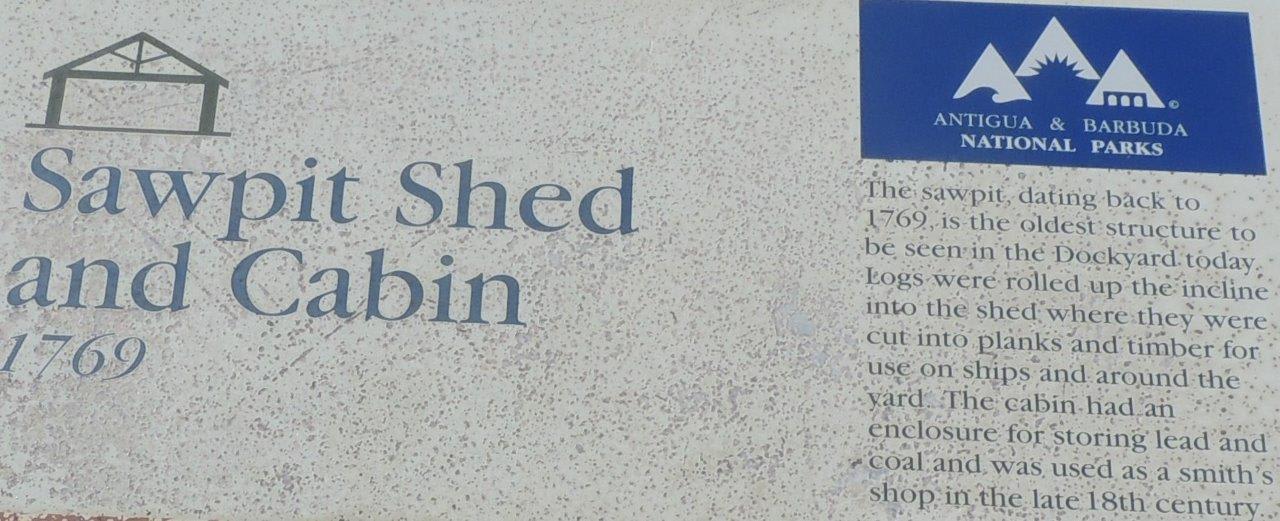 Sawpit Shed
and Cabin
1769
ANTIGUA & BARBUDA
NATIONAL PARKS
The sawpit, dating back to
1769, is the oldest structure to
be seen in the Dockyard today.
Logs were rolled up the incline
into the shed where they were
cut into planks and timber for
use on ships and around the
yard. The cabin had an
enclosure for storing lead and
coal and was used as a smith's
shop in the late 18th century.